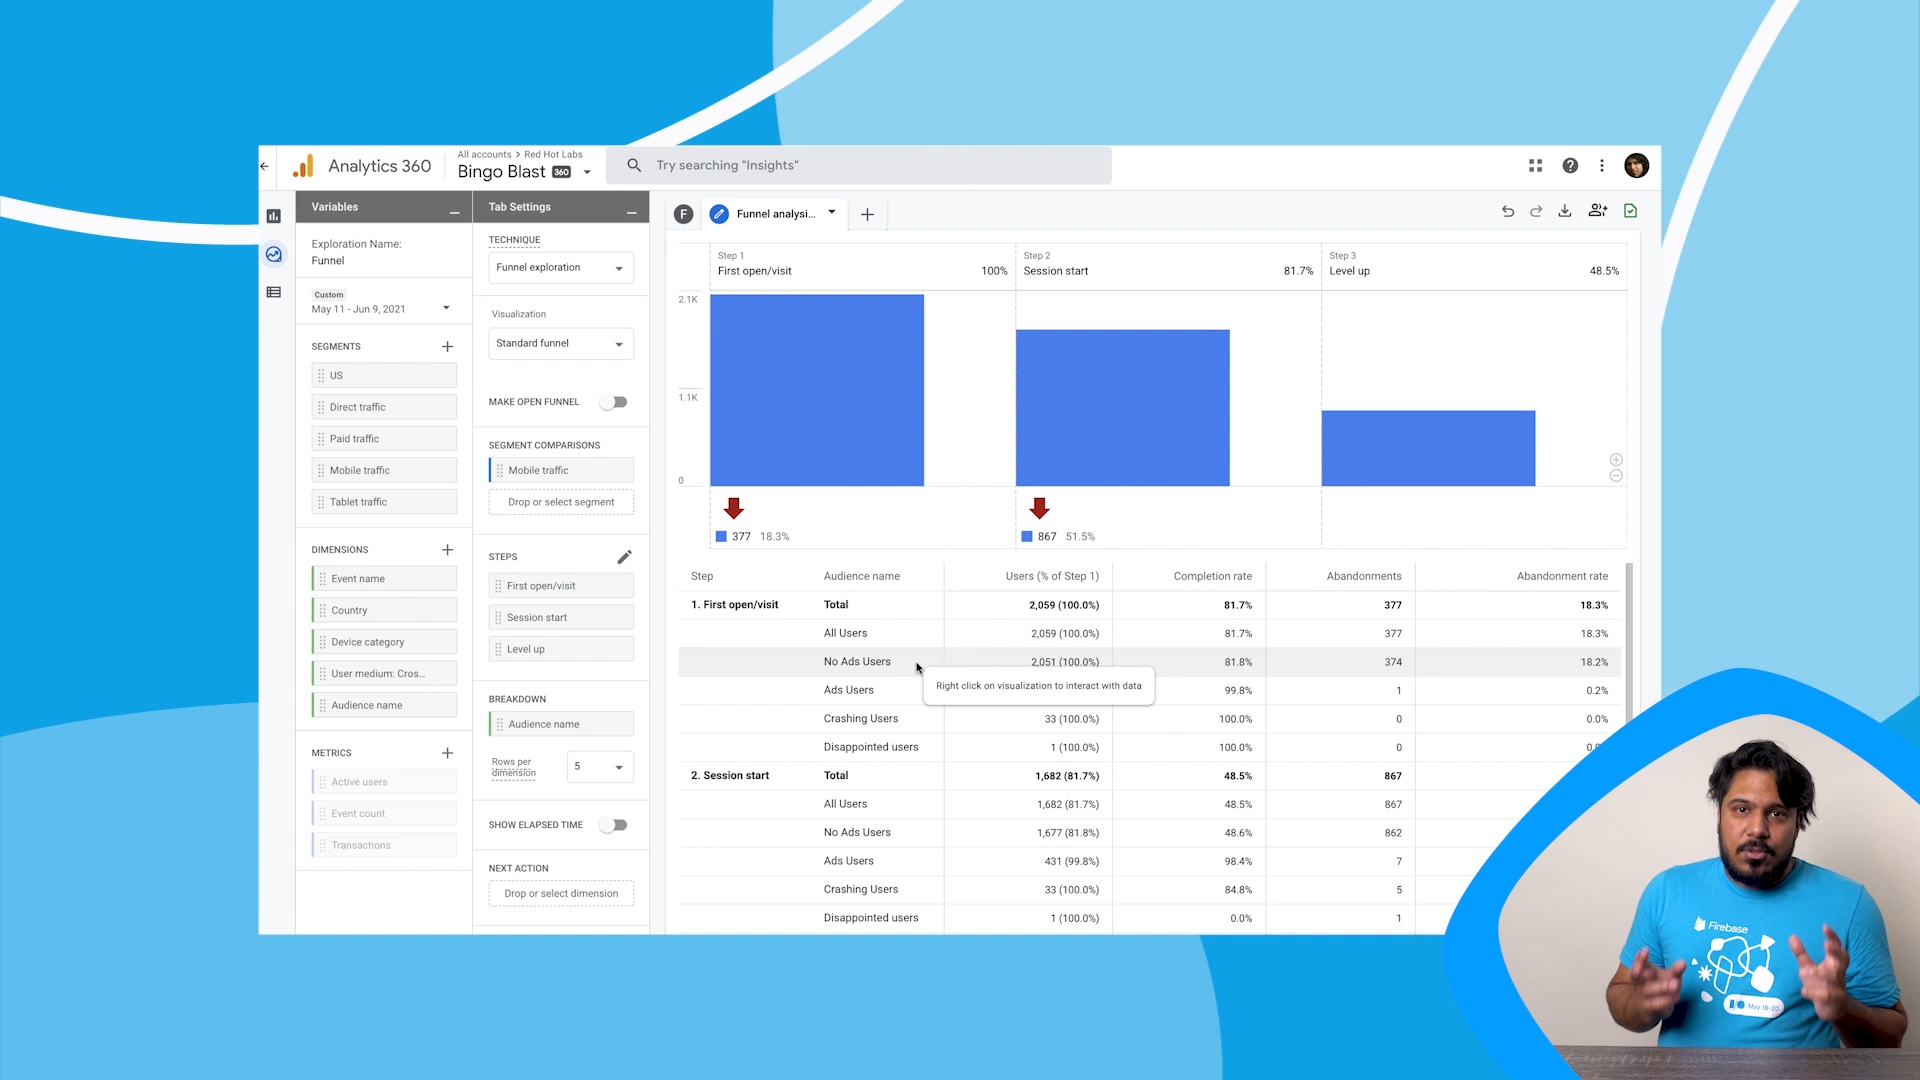 Analytics 360
All accounts > Red Hot Labs
Bingo Blast 360
Try searching "Insights"
Variables
Exploration Name:
Funnel
Custom
May 11 - Jun 9, 2021
SEGMENTS
US
Direct traffic
Paid traffic
Mobile traffic
Tablet traffic
DIMENSIONS
Event name
Country
Device category
User medium: Cros...
Audience name
METRICS
Active users
Event count
Transactions
Tab Settings
TECHNIQUE
Funnel exploration
Visualization
Standard funnel
MAKE OPEN FUNNEL
SEGMENT COMPARISONS
Mobile traffic
Drop or select segment
STEPS
First open/visit
Session start
Level up
BREAKDOWN
Audience name
Rows per dimension 5
SHOW ELAPSED TIME
NEXT ACTION
Drop or select dimension
F Funnel analysi...
Step 1
First open/visit 100%
Step 2
Session start 81.7%
Step 3
Level up 48.5%
2.1K
1.1K
0
377 18.3%
867 51.5%
Step Audience name Users (% of Step 1) Completion rate Abandonments Abandonment rate
1. First open/visit Total 2,059 (100.0%) 81.7% 377 18.3%
All Users 2,059 (100.0%) 81.7% 377 18.3%
No Ads Users 2,051 (100.0%) 81.8% 374 18.2%
Right click on visualization to interact with data
Ads Users 99.8% 1 0.2%
Crashing Users 33 (100.0%) 100.0% 0 0.0%
Disappointed users 1 (100.0%) 100.0% 0
2. Session start Total 1,682 (81.7%) 48.5% 867
All Users 1,682 (81.7%) 48.5% 867
No Ads Users 1,677 (81.8%) 48.6% 862
Ads Users 431 (99.8%) 98.4% 7
Crashing Users 33 (100.0%) 84.8% 5
Disappointed users 1 (100.0%) 0.0% 1
Firebase
May 18-20